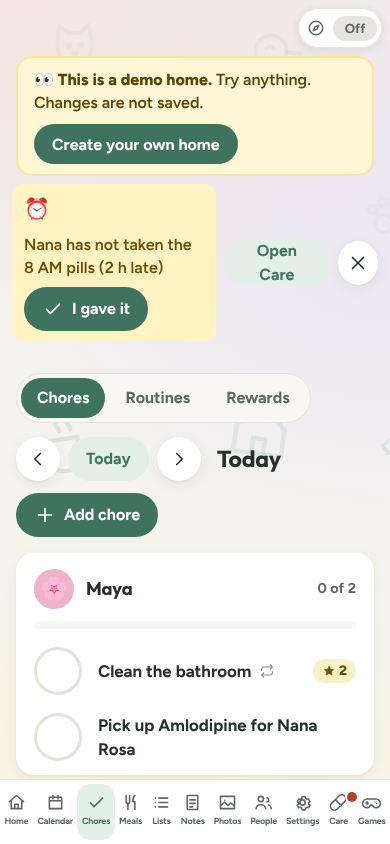 Off
👀 This is a demo home. Try anything.
Changes are not saved.
Create your own home
Nana has not taken the
8 AM pills (2 h late)
I gave it
Open
Care
Chores
Routines
Rewards
Today
Today
Add chore
Maya
0 of 2
Clean the bathroom
★ 2
Pick up Amlodipine for Nana
Rosa
Home
Calendar
Chores
Meals
Lists
Notes
Photos
People
Settings
Care
Games